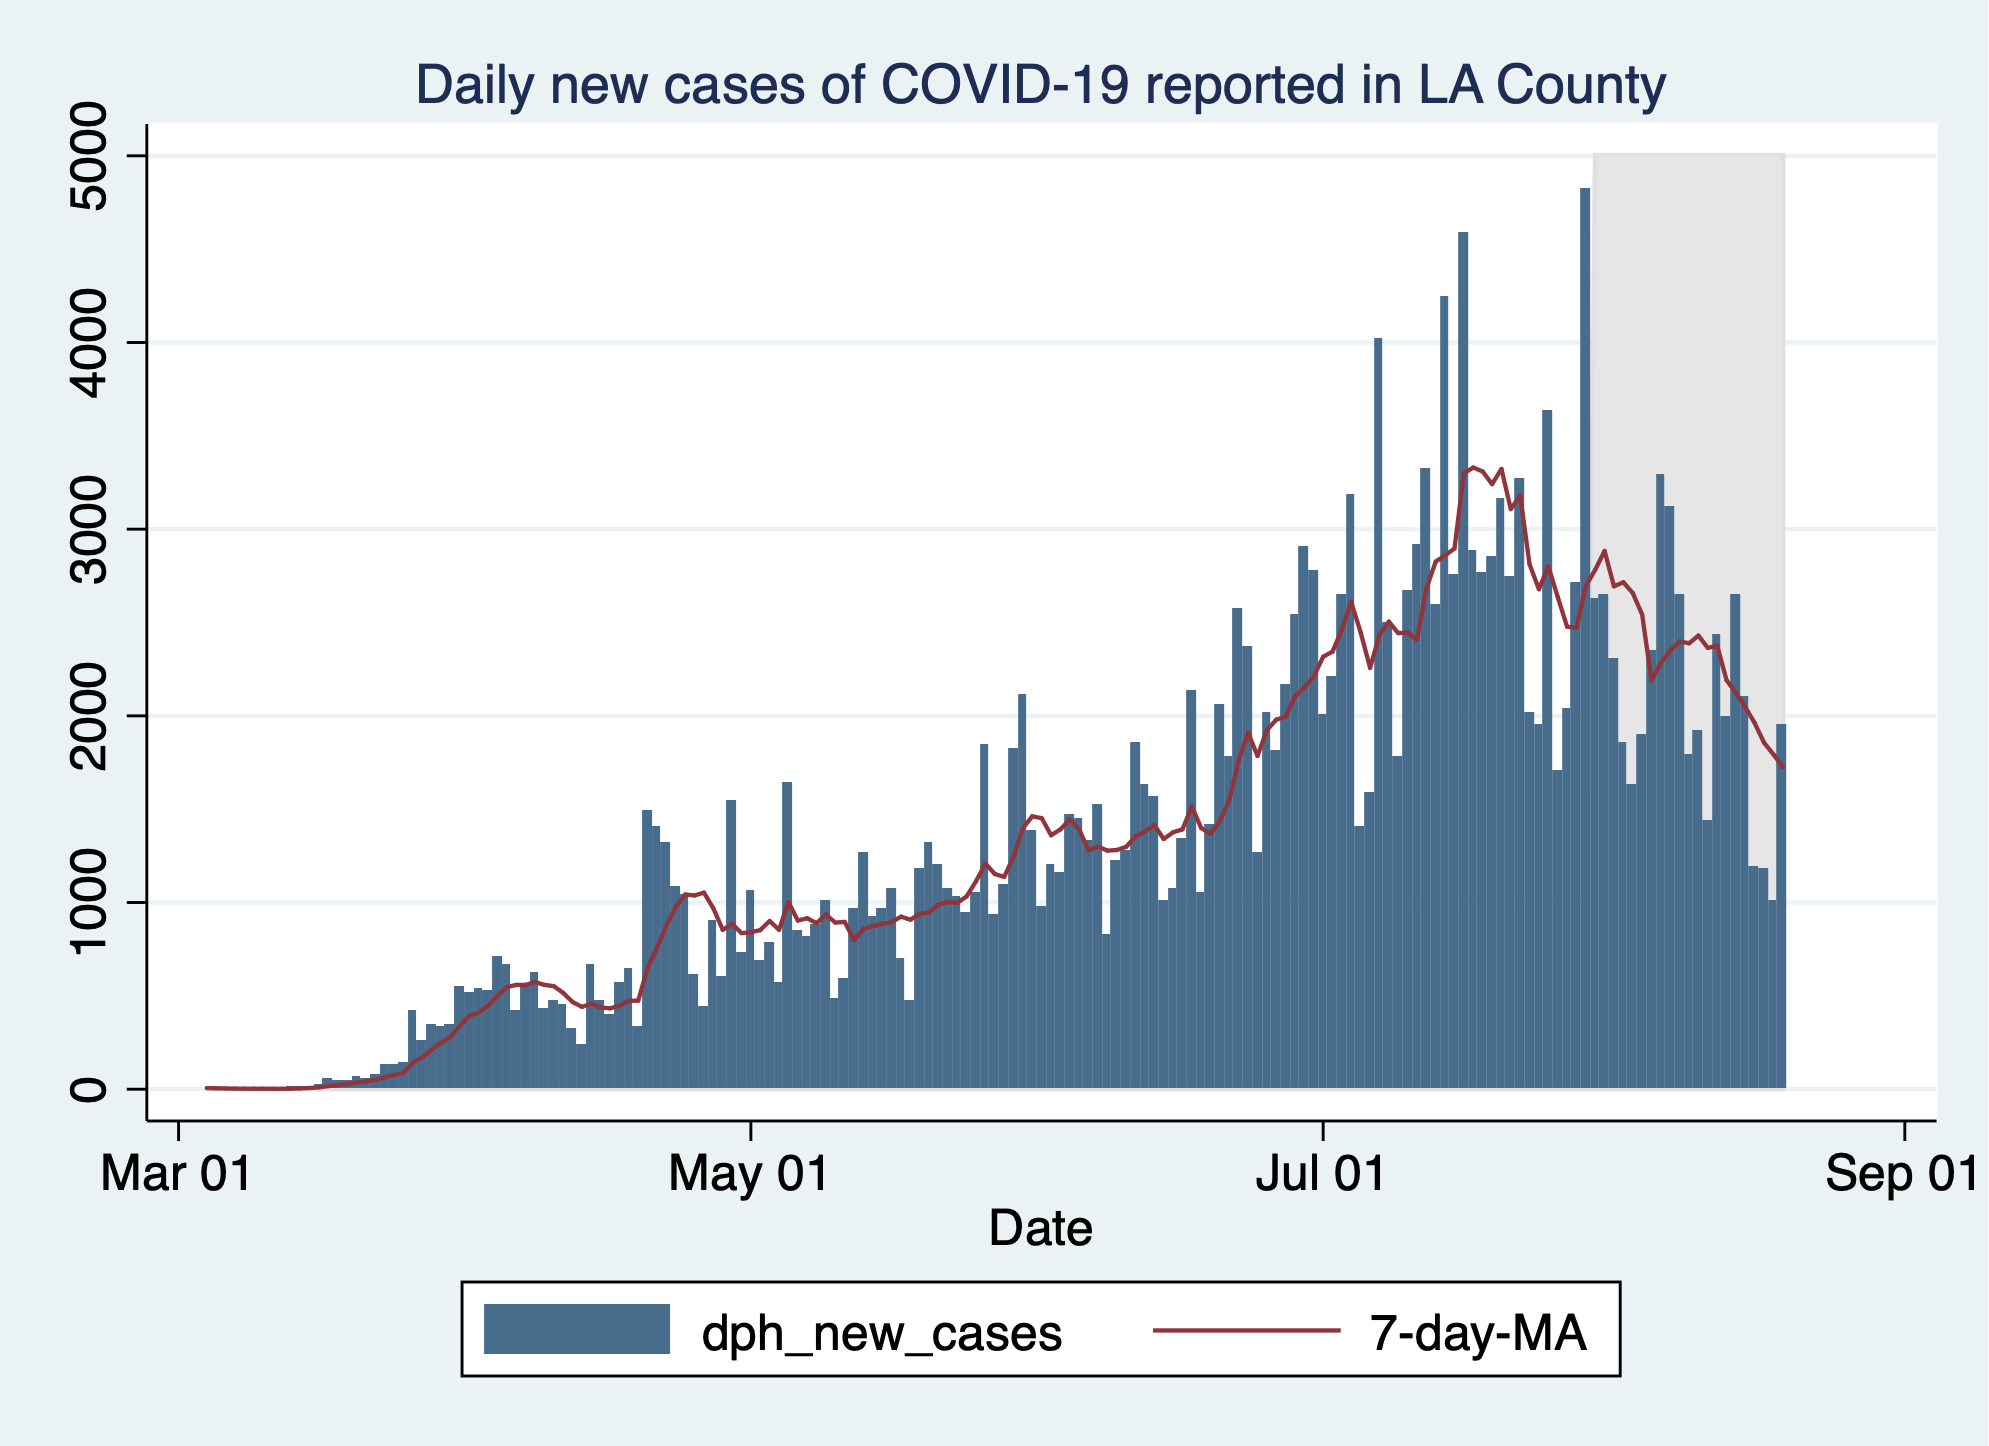 Daily new cases of COVID-19 reported in LA County
5000
4000
3000
2000
1000
0
Mar 01 May 01 Jul 01 Sep 01
Date
dph_new_cases 7-day-MA